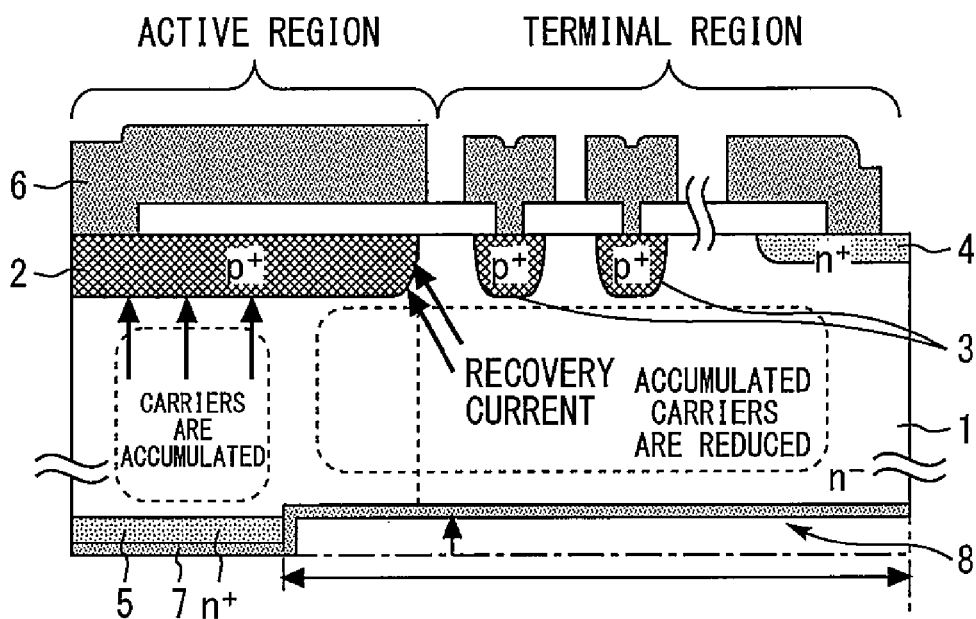 ACTIVE REGION
TERMINAL REGION
6
2
p+
p+
p+
n+
4
3
RECOVERY
CURRENT
CARRIERS
ARE
ACCUMULATED
ACCUMULATED
CARRIERS
ARE REDUCED
1
n−
5
7
n+
8